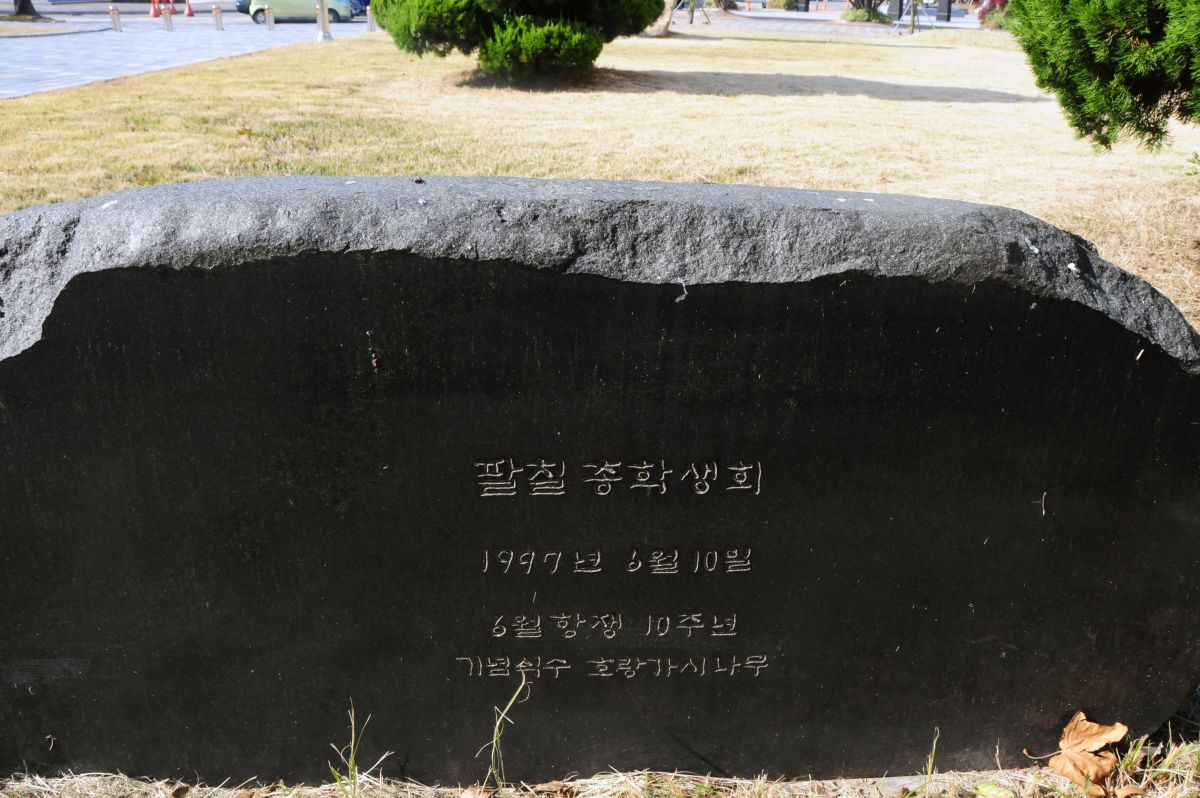 팔칠 총학생회
1997년 6월 10일
6월 항쟁 10주년
기념식수 호랑가시나무